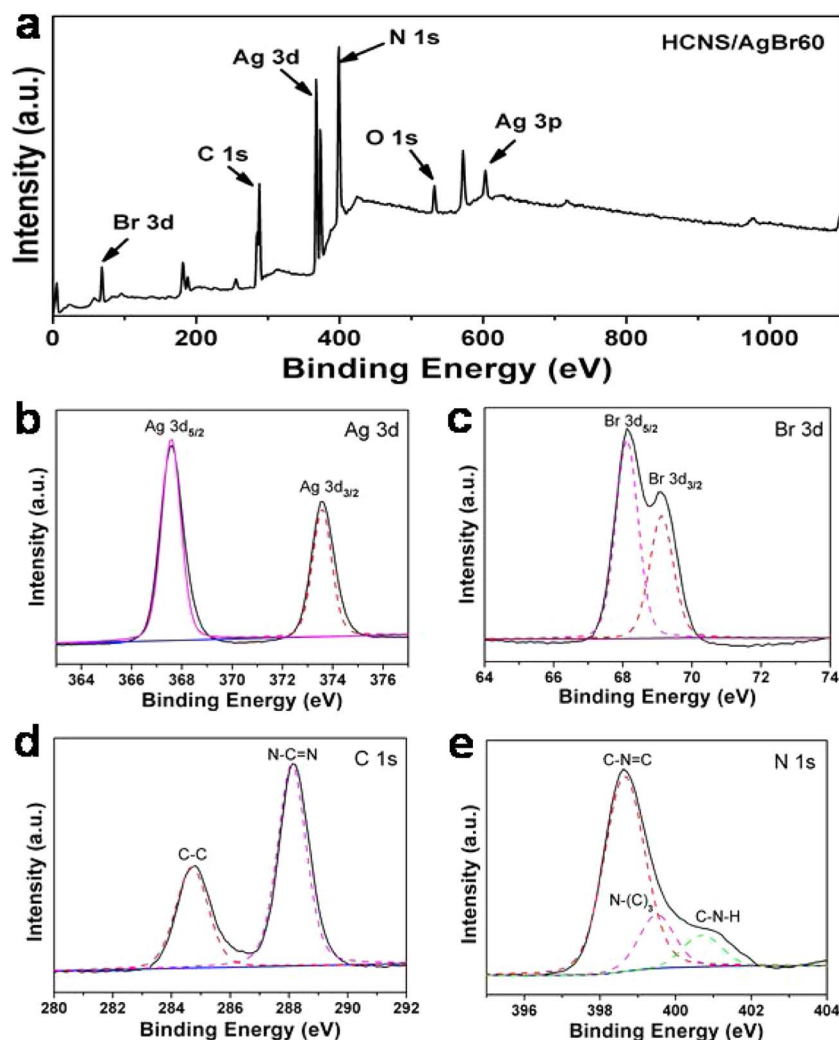 a
HCNS/AgBr60
N 1s
Ag 3d
C 1s
Br 3d
O 1s
Ag 3p
Intensity (a.u.)
0 200 400 600 800 1000
Binding Energy (eV)
b
Ag 3d
Ag 3d5/2
Ag 3d3/2
Intensity (a.u.)
364 366 368 370 372 374 376
Binding Energy (eV)
c
Br 3d
Br 3d5/2
Br 3d3/2
Intensity (a.u.)
64 66 68 70 72 74
Binding Energy (eV)
d
C 1s
N-C=N
C-C
Intensity (a.u.)
280 282 284 286 288 290 292
Binding Energy (eV)
e
N 1s
C-N=C
N-(C)3
C-N-H
Intensity (a.u.)
396 398 400 402 404
Binding Energy (eV)